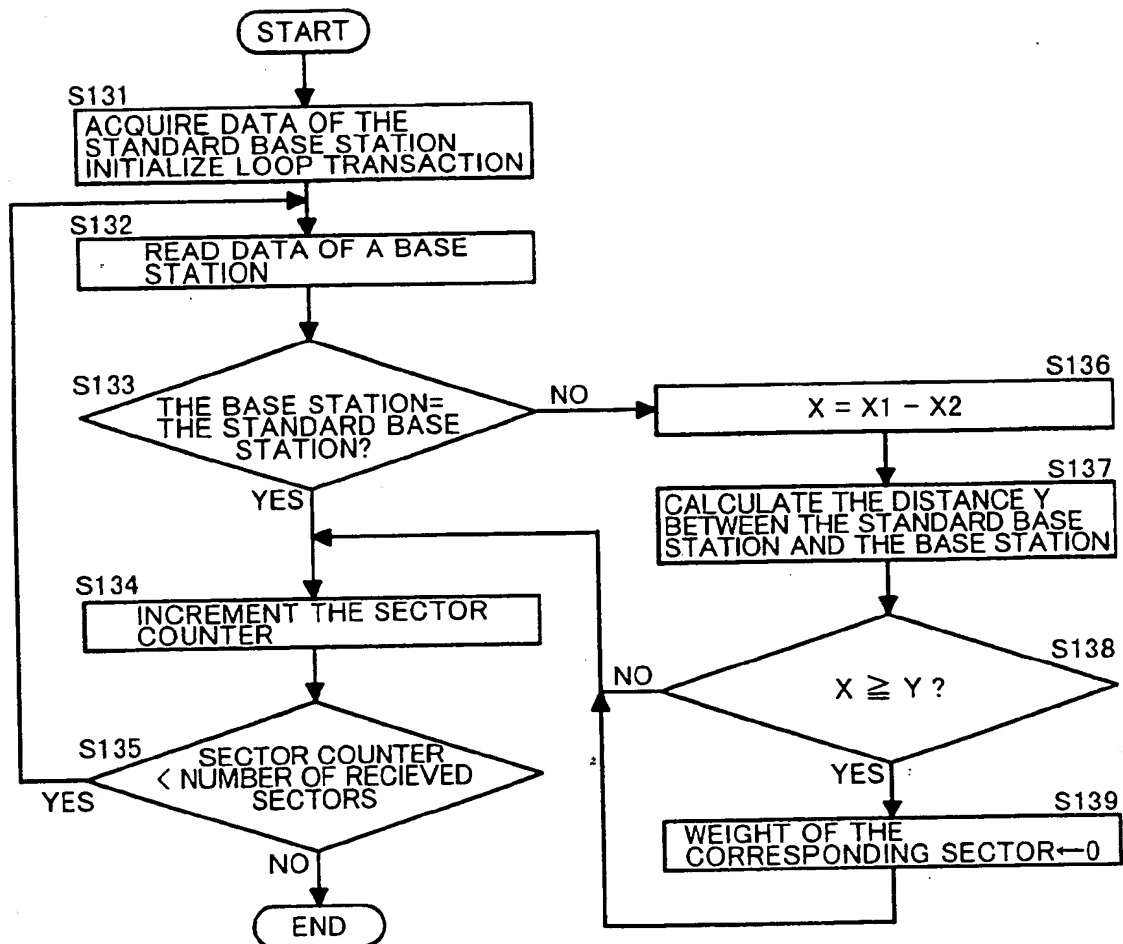 START
S131
ACQUIRE DATA OF THE
STANDARD BASE STATION
INITIALIZE LOOP TRANSACTION
S132
READ DATA OF A BASE
STATION
S133
THE BASE STATION=
THE STANDARD BASE
STATION?
NO
YES
S136
X = X1 − X2
S137
CALCULATE THE DISTANCE Y
BETWEEN THE STANDARD BASE
STATION AND THE BASE STATION
S134
INCREMENT THE SECTOR
COUNTER
S138
X ≧ Y ?
NO
YES
S135
SECTOR COUNTER
< NUMBER OF RECIEVED
SECTORS
YES
NO
S139
WEIGHT OF THE
CORRESPONDING SECTOR←0
END